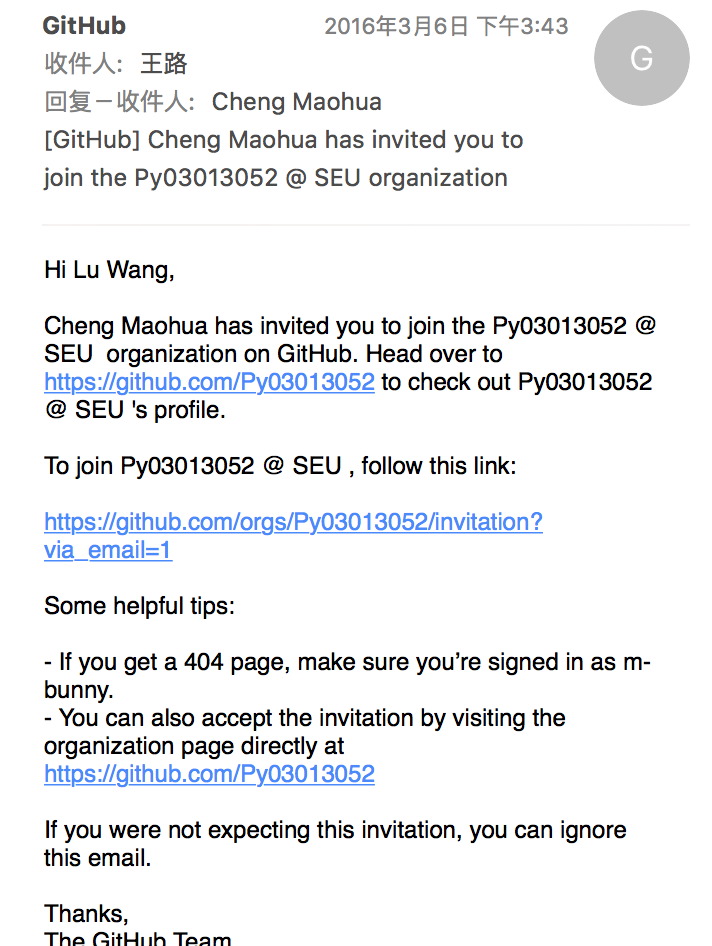 GitHub 2016年3月6日 下午3:43
G
收件人: 王路
回复－收件人: Cheng Maohua
[GitHub] Cheng Maohua has invited you to
join the Py03013052 @ SEU organization
Hi Lu Wang,
Cheng Maohua has invited you to join the Py03013052 @
SEU  organization on GitHub. Head over to
https://github.com/Py03013052 to check out Py03013052
@ SEU 's profile.
To join Py03013052 @ SEU , follow this link:
https://github.com/orgs/Py03013052/invitation?
via_email=1
Some helpful tips:
- If you get a 404 page, make sure you’re signed in as m-
bunny.
- You can also accept the invitation by visiting the
organization page directly at
https://github.com/Py03013052
If you were not expecting this invitation, you can ignore
this email.
Thanks,
The GitHub Team